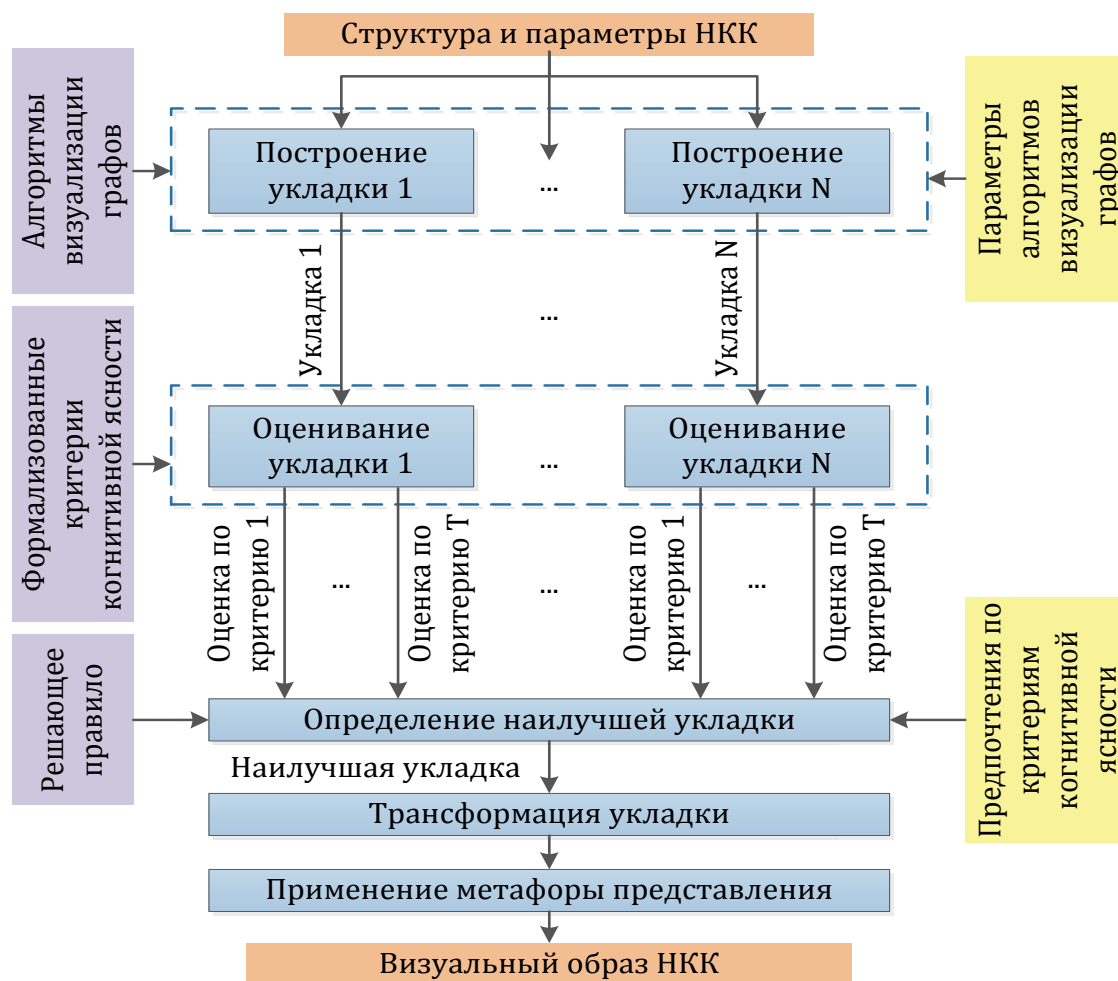 Структура и параметры НКК
Алгоритмы
визуализации
графов
Параметры
алгоритмов
визуализации
графов
Построение
укладки 1
...
Построение
укладки N
Укладка 1
...
Укладка N
Формализованные
критерии
когнитивной ясности
Оценивание
укладки 1
...
Оценивание
укладки N
Оценка по
критерию 1
...
Оценка по
критерию T
...
Оценка по
критерию 1
...
Оценка по
критерию T
Решающее
правило
Предпочтения по
критериям
когнитивной
ясности
Определение наилучшей укладки
Наилучшая укладка
Трансформация укладки
Применение метафоры представления
Визуальный образ НКК